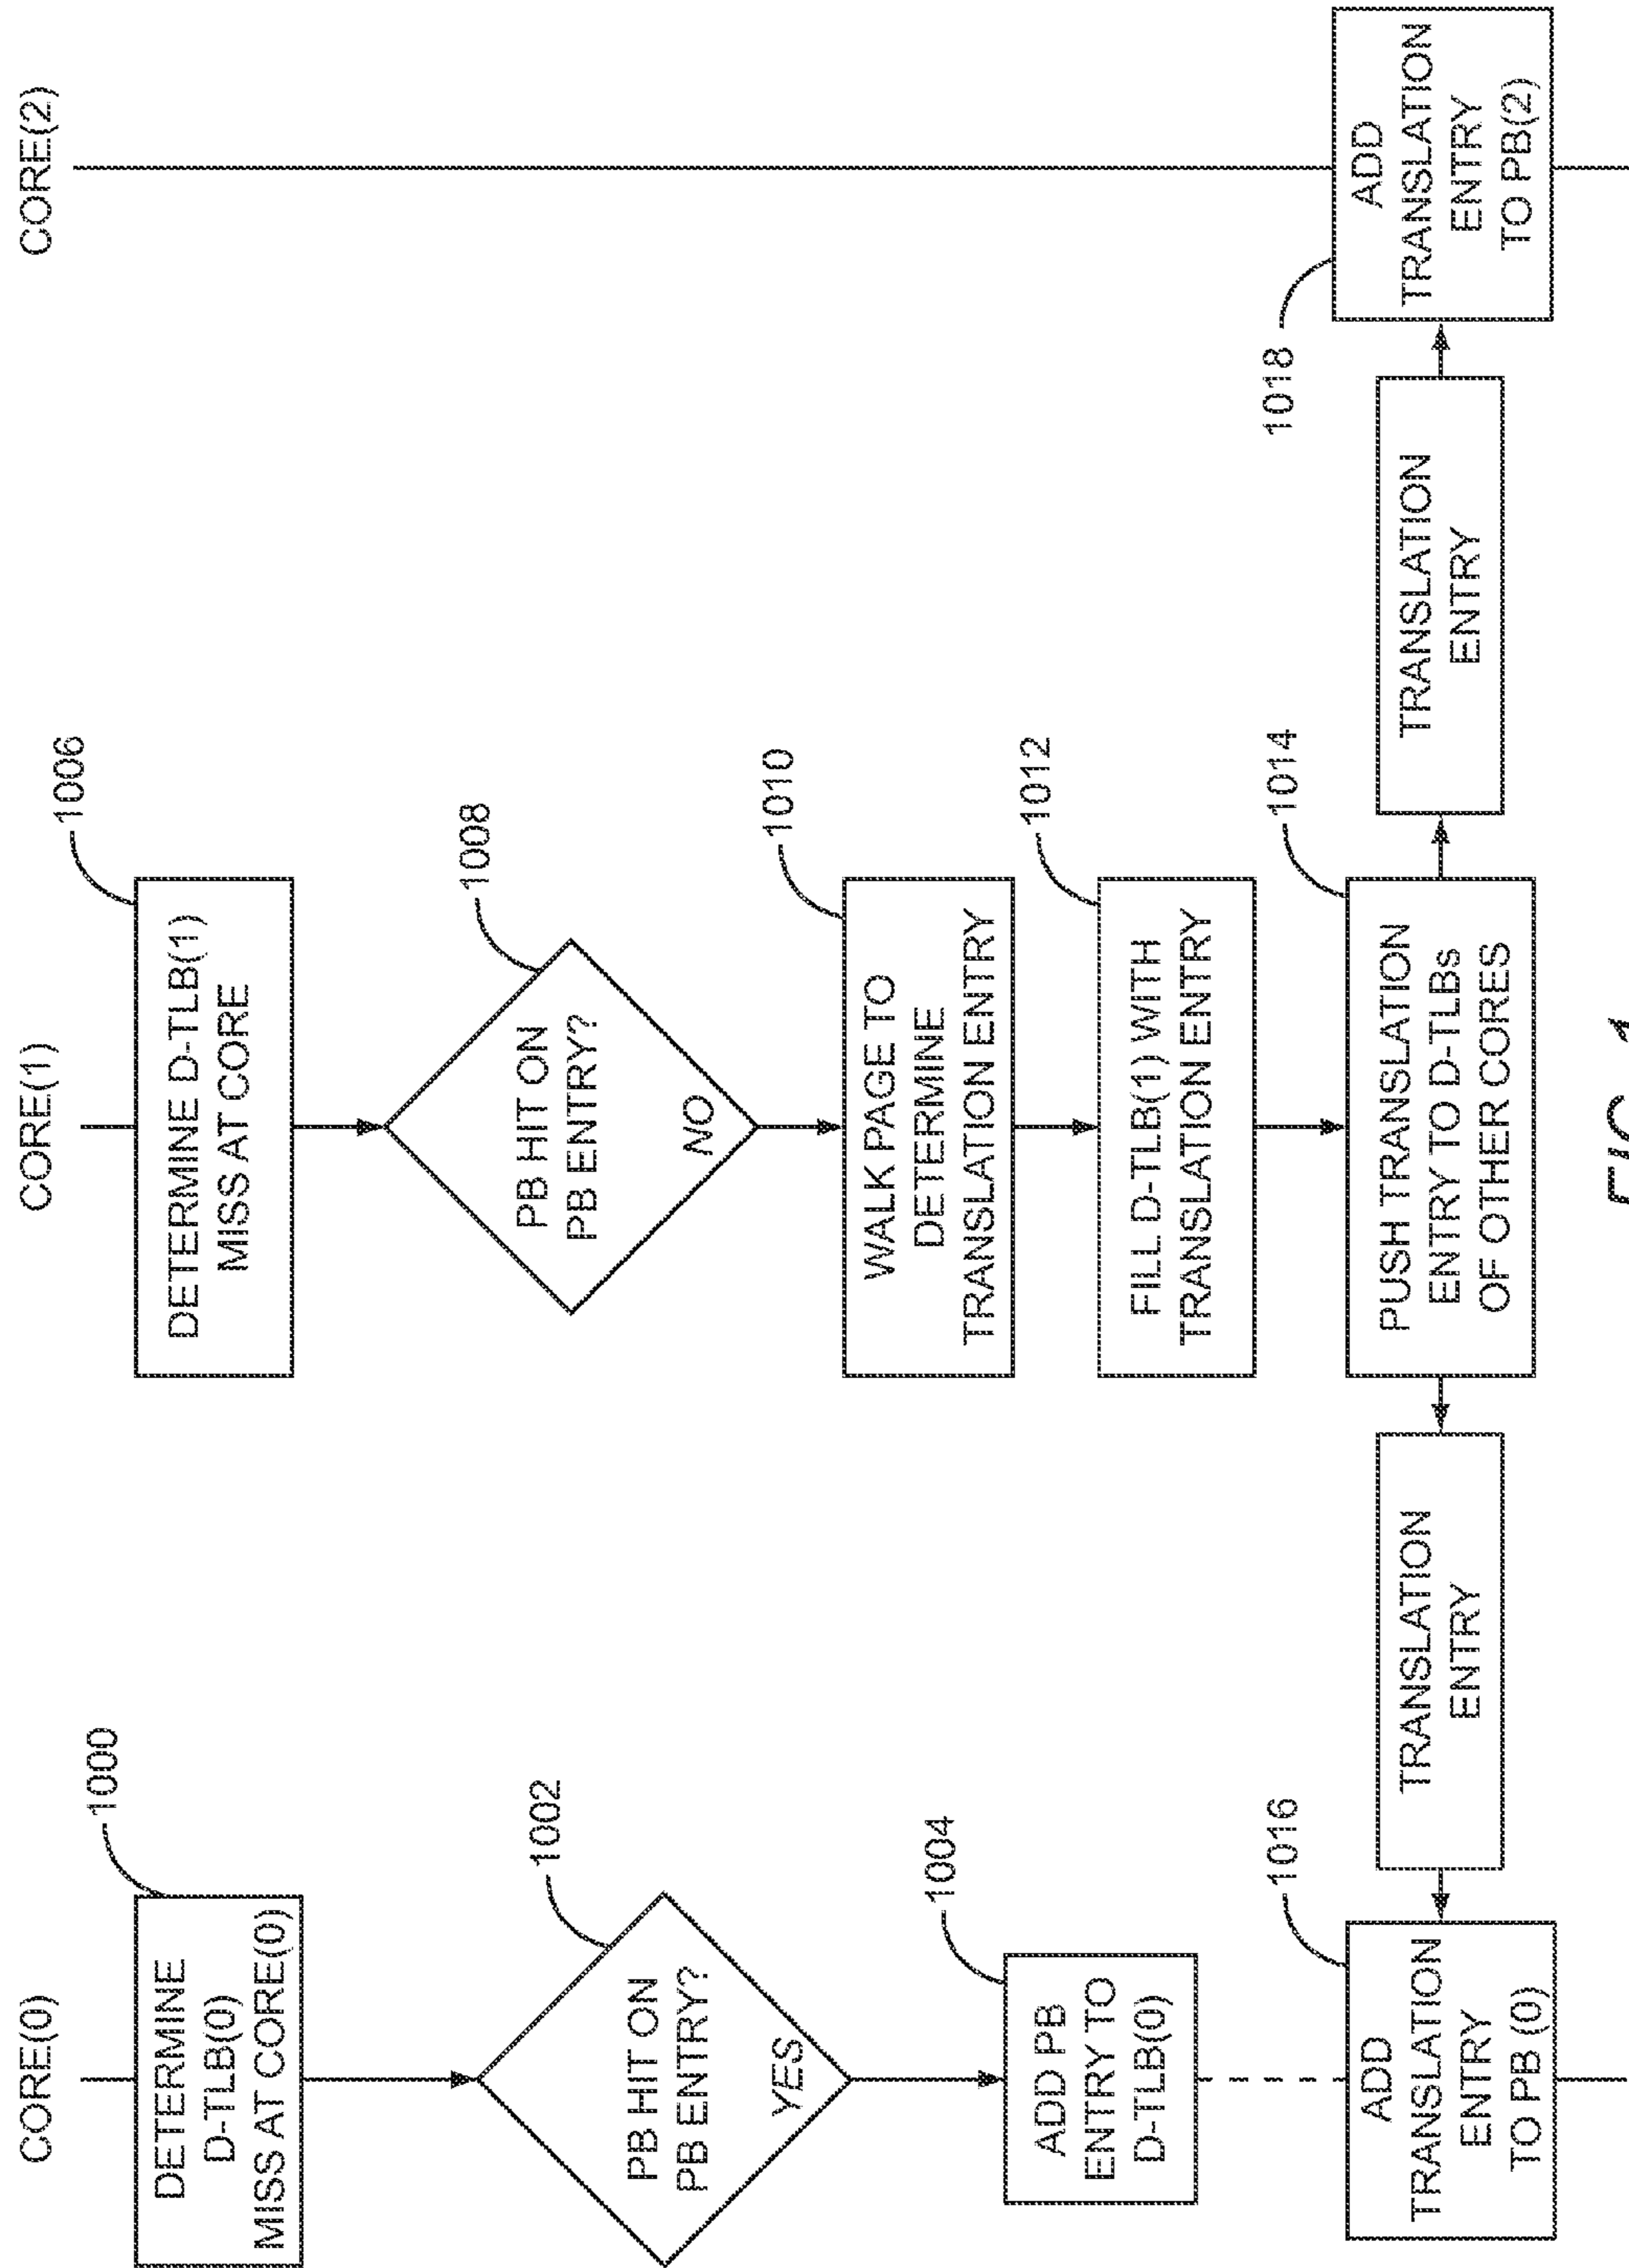 CORE(0)
DETERMINE
D-TLB(0)
MISS AT CORE(0)
1000
PB HIT ON
PB ENTRY?
YES
1002
ADD PB
ENTRY TO
D-TLB(0)
1004
ADD
TRANSLATION
ENTRY
TO PB (0)
1016
TRANSLATION
ENTRY
CORE(1)
DETERMINE D-TLB(1)
MISS AT CORE
1006
PB HIT ON
PB ENTRY?
NO
1008
WALK PAGE TO
DETERMINE
TRANSLATION ENTRY
1010
FILL D-TLB(1) WITH
TRANSLATION ENTRY
1012
PUSH TRANSLATION
ENTRY TO D-TLBs
OF OTHER CORES
1014
TRANSLATION
ENTRY
CORE(2)
ADD
TRANSLATION
ENTRY
TO PB(2)
1018